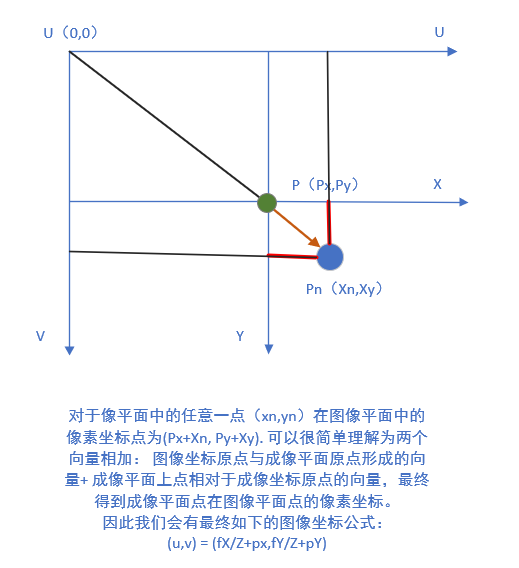 U（0,0)
U
P（Px,Py）
X
Pn（Xn,Xy）
V
Y
对于像平面中的任意一点（xn,yn）在图像平面中的
像素坐标点为(Px+Xn, Py+Xy). 可以很简单理解为两个
向量相加： 图像坐标原点与成像平面原点形成的向
量+ 成像平面上点相对于成像坐标原点的向量，最终
得到成像平面点在图像平面点的像素坐标。
因此我们会有最终如下的图像坐标公式：
(u,v) = (fX/Z+px,fY/Z+pY)